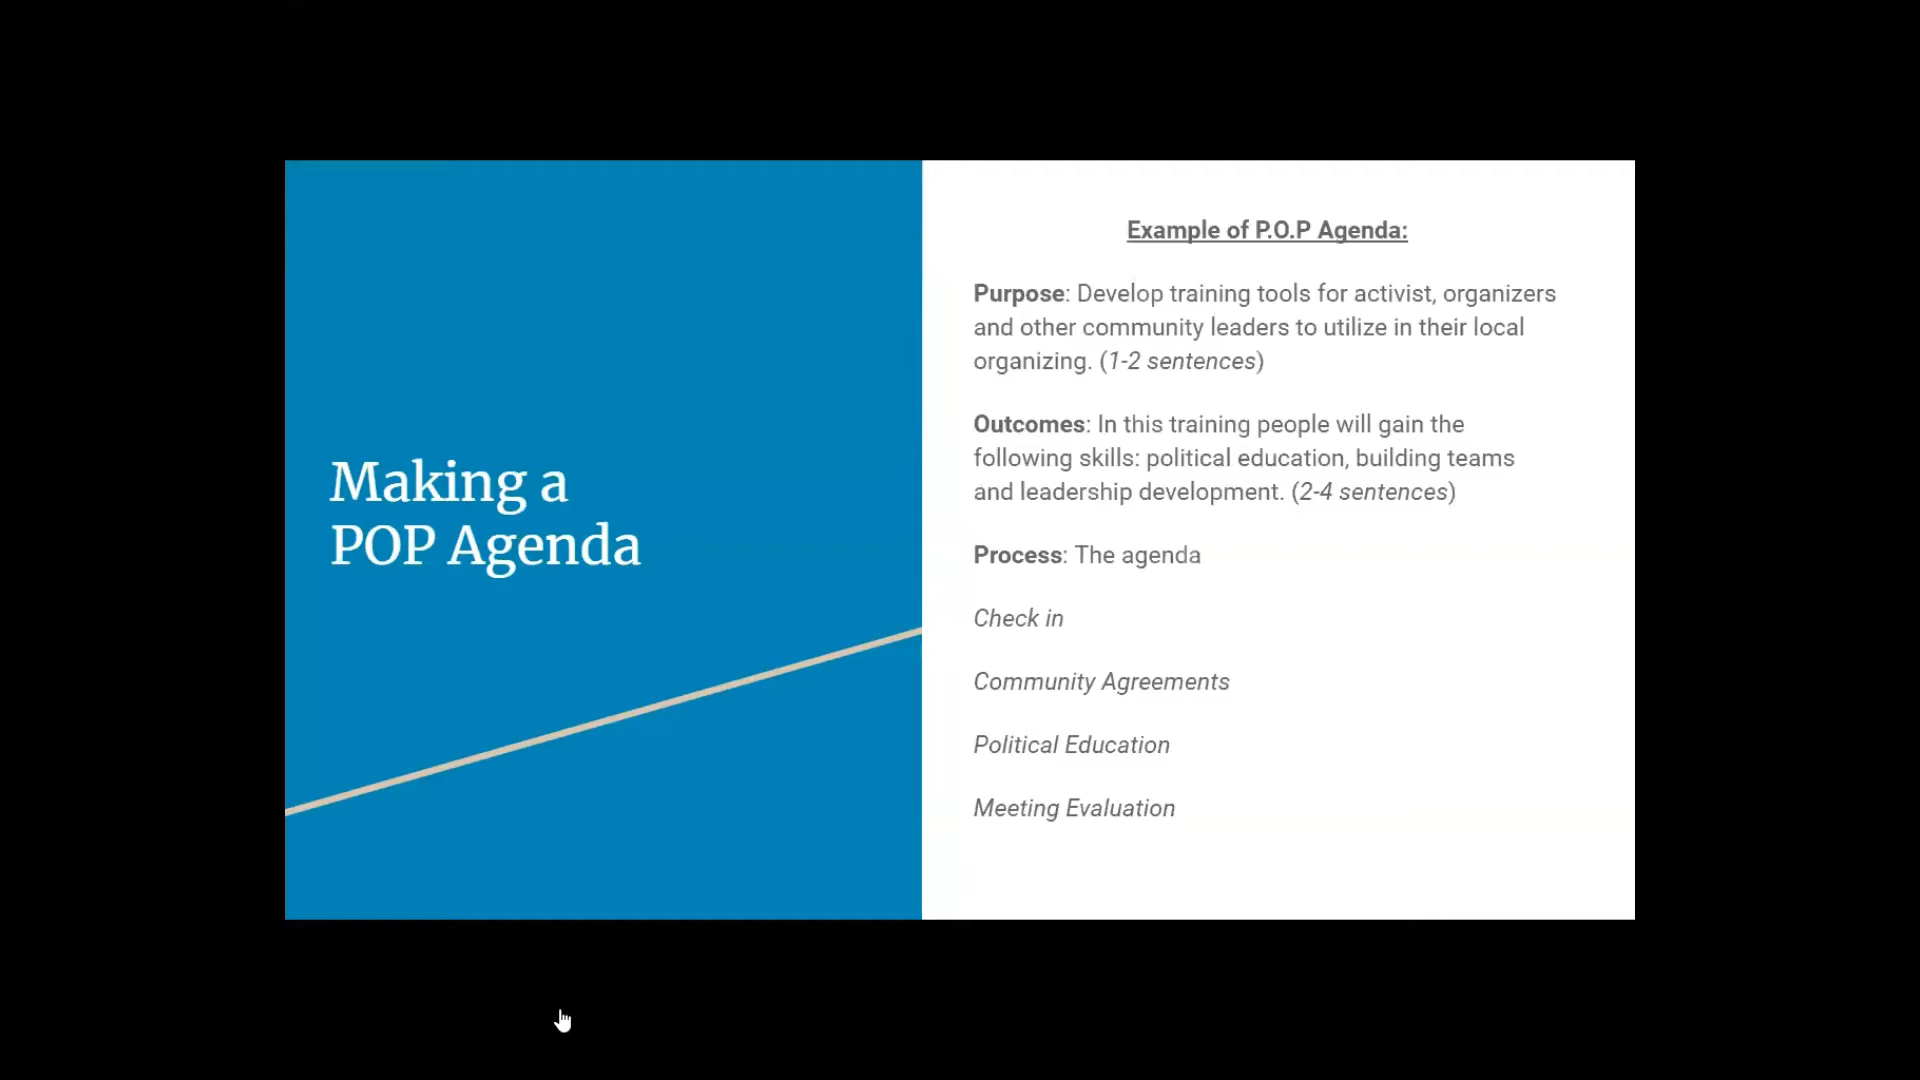 Making a
POP Agenda
Example of P.O.P Agenda:
Purpose: Develop training tools for activist, organizers
and other community leaders to utilize in their local
organizing. (1-2 sentences)
Outcomes: In this training people will gain the
following skills: political education, building teams
and leadership development. (2-4 sentences)
Process: The agenda
Check in
Community Agreements
Political Education
Meeting Evaluation